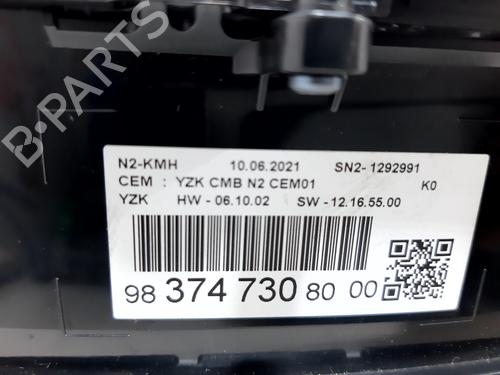 N2-KMH 10.06.2021 SN2- 1292991
CEM : YZK CMB N2 CEM01 K0
YZK HW - 06.10.02 SW -12.16.55.00
98 374 730 80 00
B-PARTS